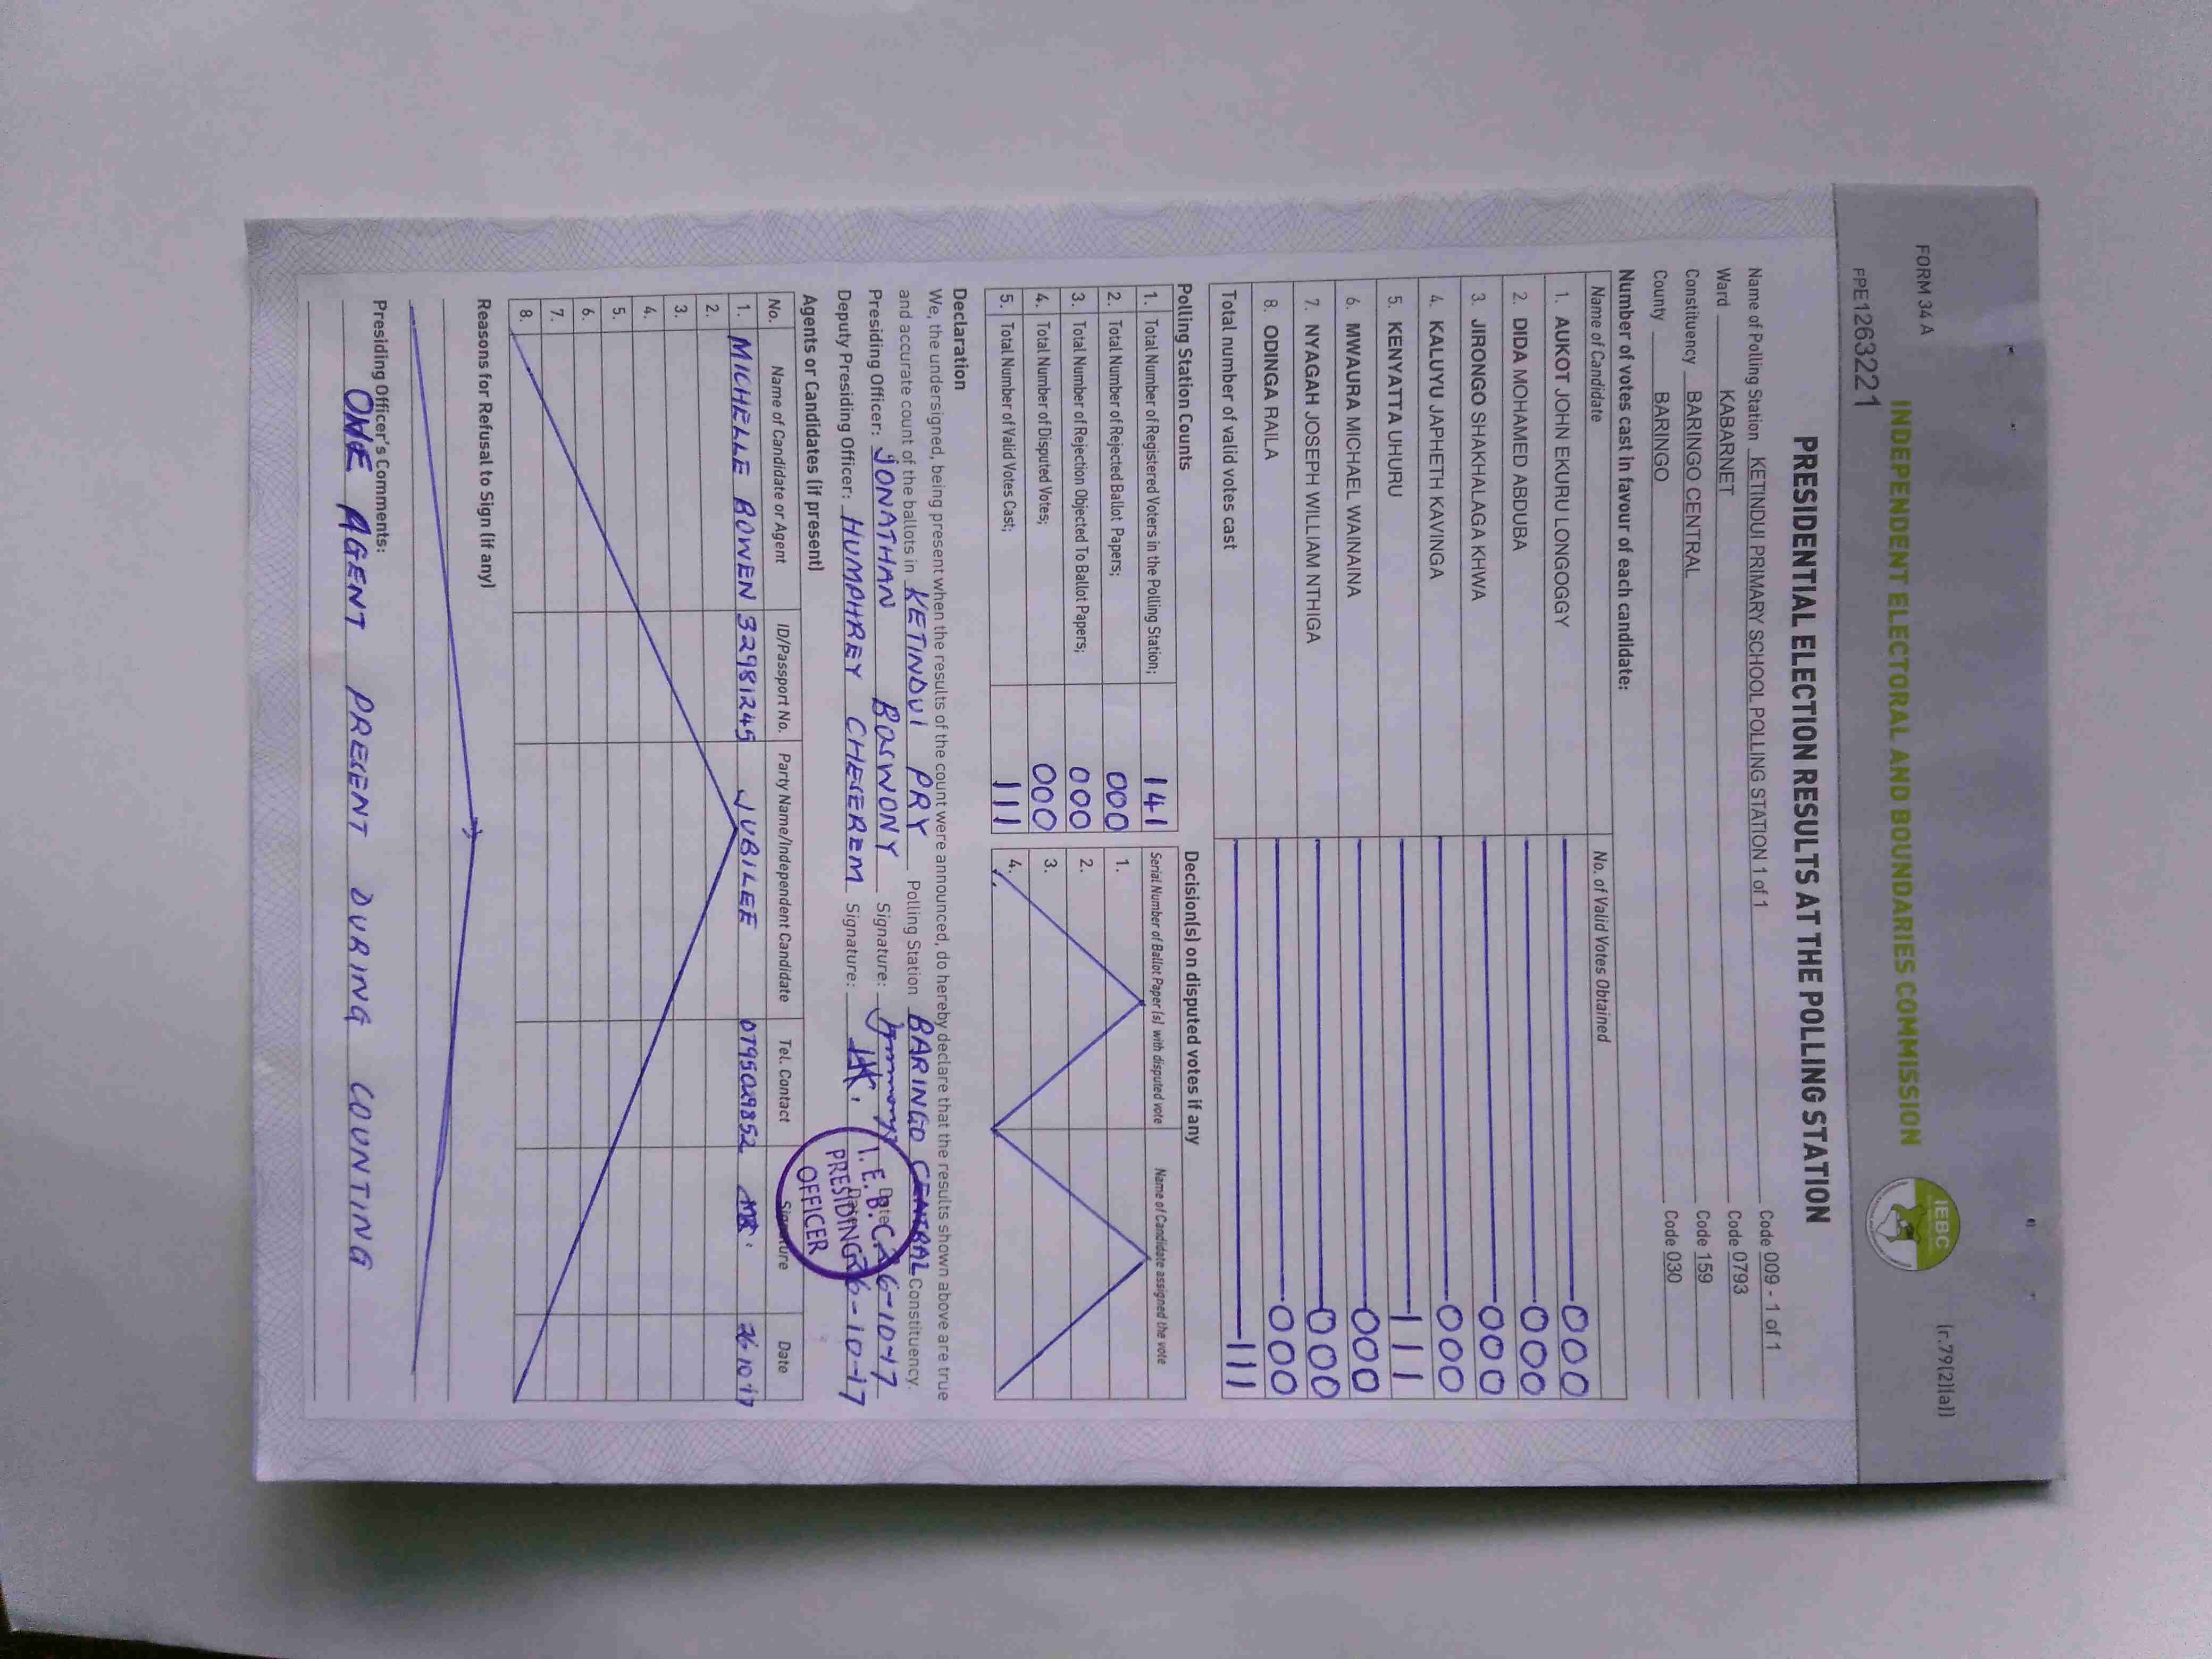 FORM 34 A
(r.79(2)(a))
INDEPENDENT ELECTORAL AND BOUNDARIES COMMISSION
IEBC
FPE1263221
PRESIDENTIAL ELECTION RESULTS AT THE POLLING STATION
Name of Polling Station KETINDUI PRIMARY SCHOOL POLLING STATION 1 of 1 Code 009 - 1 of 1
Ward KABARNET Code 0793
Constituency BARINGO CENTRAL Code 159
County BARINGO Code 030
Number of votes cast in favour of each candidate:
Name of Candidate No. of Valid Votes Obtained
1. AUKOT JOHN EKURU LONGOGGY 000
2. DIDA MOHAMED ABDUBA 000
3. JIRONGO SHAKHALAGA KHWA 000
4. KALUYU JAPHETH KAVINGA 000
5. KENYATTA UHURU 111
6. MWAURA MICHAEL WAINAINA 000
7. NYAGAH JOSEPH WILLIAM NTHIGA 000
8. ODINGA RAILA 000
Total number of valid votes cast 111
Polling Station Counts
1. Total Number of Registered Voters in the Polling Station; 141
2. Total Number of Rejected Ballot Papers; 000
3. Total Number of Rejection Objected To Ballot Papers; 000
4. Total Number of Disputed Votes; 000
5. Total Number of Valid Votes Cast; 111
Decision(s) on disputed votes if any
Serial Number of Ballot Paper (s) with disputed vote Name of Candidate assigned the vote
1.
2.
3.
4.
Declaration
We, the undersigned, being present when the results of the count were announced, do hereby declare that the results shown above are true
and accurate count of the ballots in KETINDUI PRY Polling Station BARINGO CENTRAL Constituency.
Presiding Officer: JONATHAN BOSWONY Signature: Date 26-10-17
Deputy Presiding Officer: HUMPHREY CHESEREM Signature: 26-10-17
I. E. B. C.
PRESIDING
OFFICER
Agents or Candidates (if present)
No. Name of Candidate or Agent ID/Passport No. Party Name/Independent Candidate Tel. Contact Signature Date
1. MICHELLE BOWEN 32981245 JUBILEE 0795029852 26 10 17
2.
3.
4.
5.
6.
7.
8.
Reasons for Refusal to Sign (if any)
Presiding Officer's Comments:
ONE AGENT PRESENT DURING COUNTING